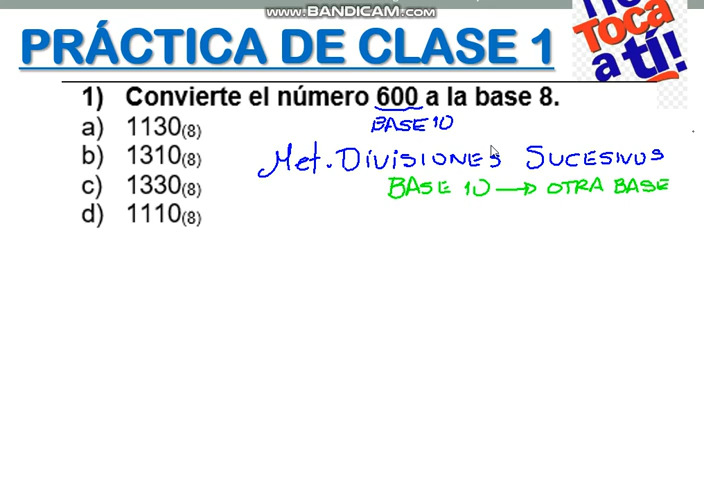 www.BANDICAM.com
Toca
PRÁCTICA DE CLASE 1
a tí!
1) Convierte el número 600 a la base 8.
a) 1130(8)
BASE 10
b) 1310(8)
Met. DIVISIONES SUCESIVOS
c) 1330(8)
BASE 10 → OTRA BASE
d) 1110(8)